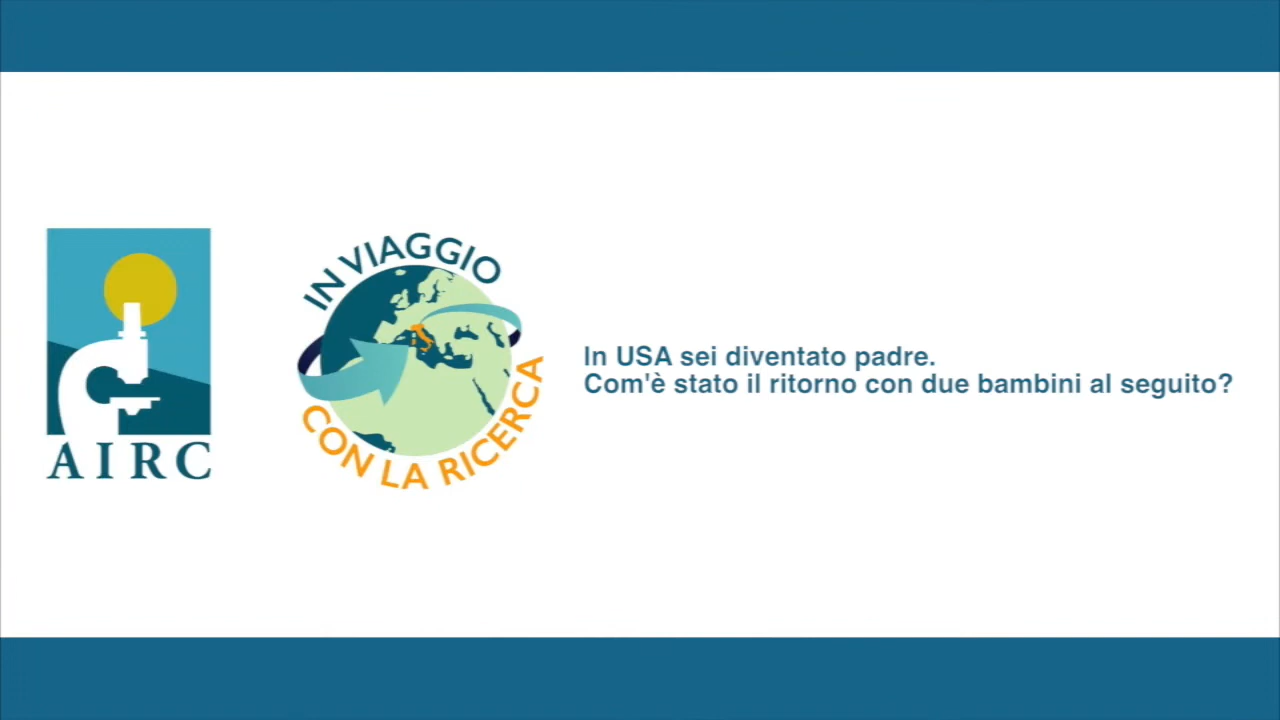 AIRC
IN VIAGGIO
CON LA RICERCA
In USA sei diventato padre.
Com'è stato il ritorno con due bambini al seguito?